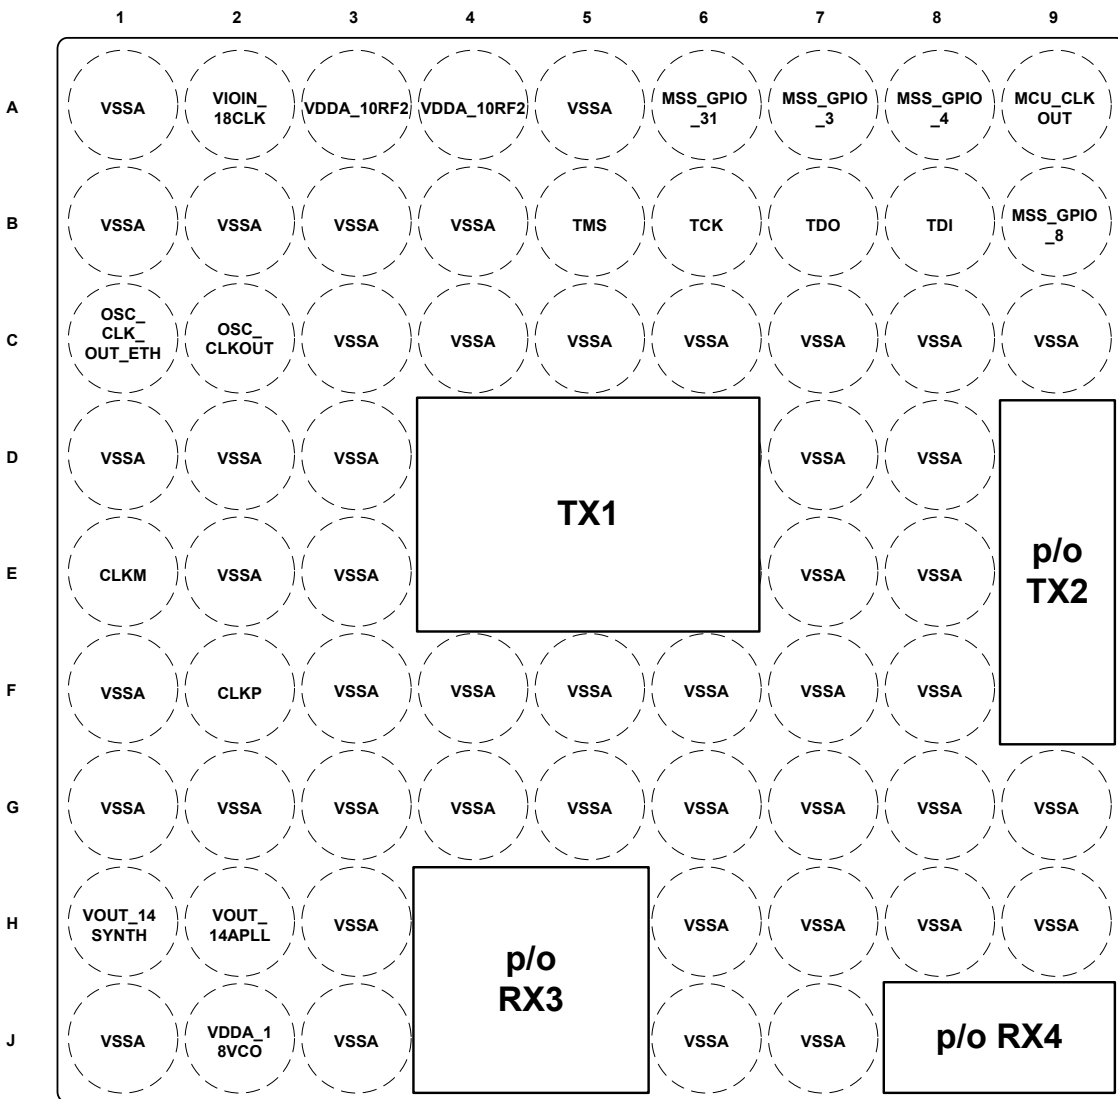 1 2 3 4 5 6 7 8 9
A VSSA VIOIN_ VDDA_10RF2 VDDA_10RF2 VSSA MSS_GPIO MSS_GPIO MSS_GPIO MCU_CLK
18CLK _31 _3 _4 OUT
B VSSA VSSA VSSA VSSA TMS TCK TDO TDI MSS_GPIO
_8
OSC_
CLK_
OUT_ETH
OSC_
CLKOUT
C VSSA VSSA VSSA VSSA VSSA VSSA VSSA
D VSSA VSSA VSSA VSSA VSSA
TX1
E CLKM VSSA VSSA VSSA VSSA
p/o
TX2
F VSSA CLKP VSSA VSSA VSSA VSSA VSSA VSSA
G VSSA VSSA VSSA VSSA VSSA VSSA VSSA VSSA VSSA
H VOUT_14 VOUT_ VSSA VSSA VSSA VSSA VSSA
SYNTH 14APLL
p/o
RX3
J VSSA VDDA_1 VSSA VSSA VSSA p/o RX4
8VCO